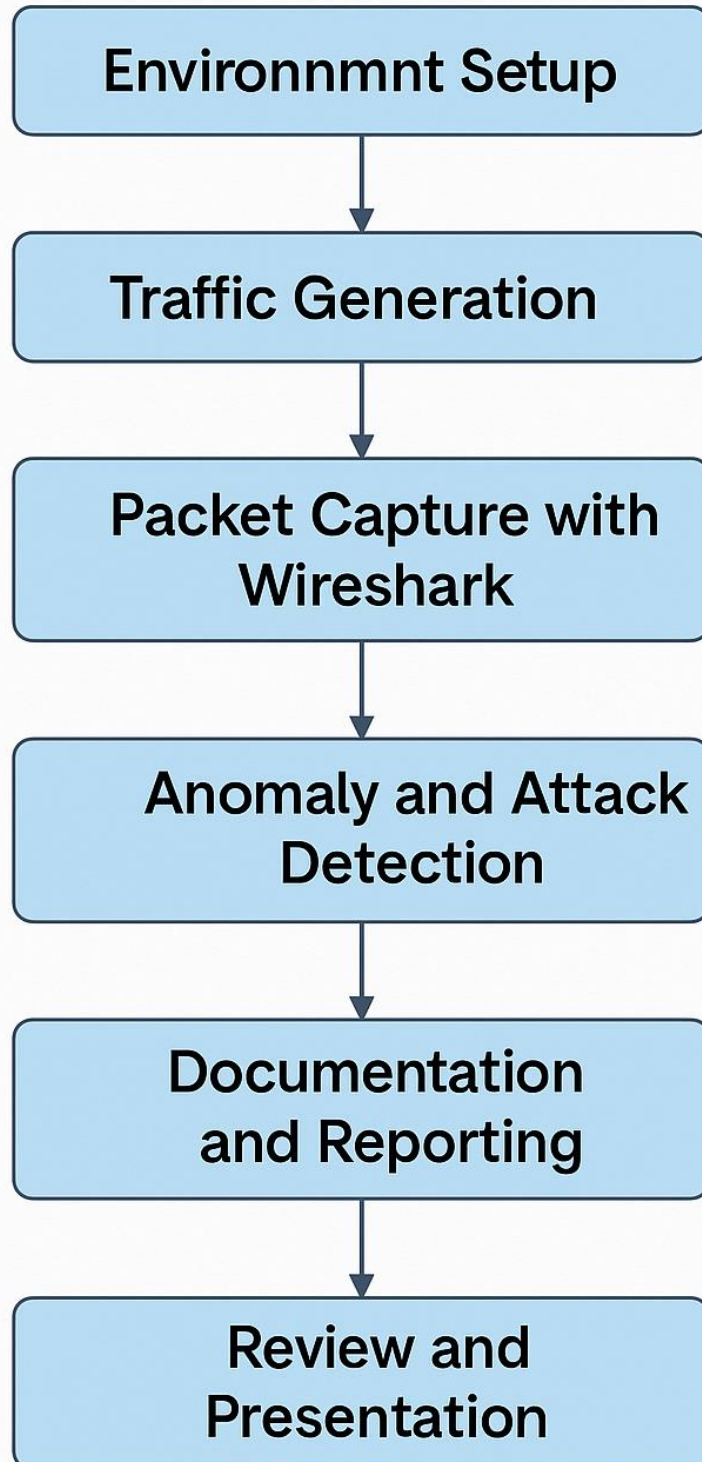 Environnmnt Setup
Traffic Generation
Packet Capture with
Wireshark
Anomaly and Attack
Detection
Documentation
and Reporting
Review and
Presentation